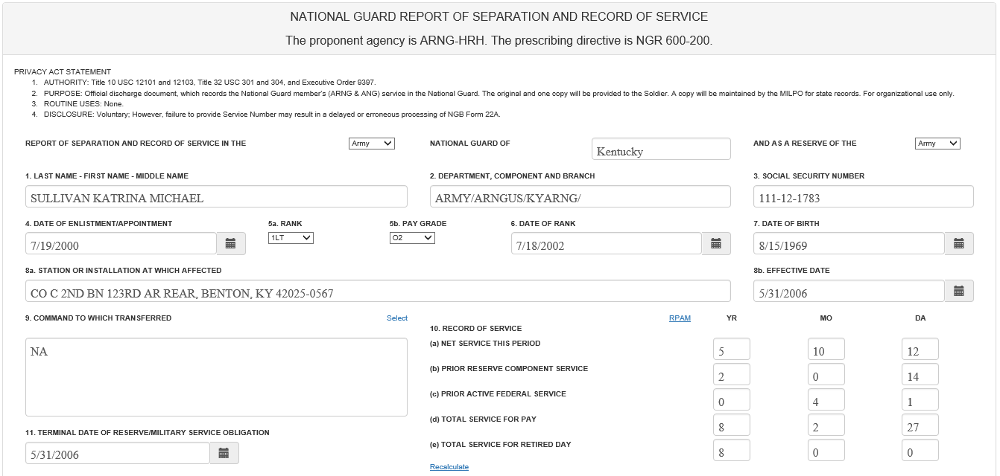 NATIONAL GUARD REPORT OF SEPARATION AND RECORD OF SERVICE
The proponent agency is ARNG-HRH. The prescribing directive is NGR 600-200.
PRIVACY ACT STATEMENT
1. AUTHORITY: Title 10 USC 12101 and 12103, Title 32 USC 301 and 304, and Executive Order 9397.
2. PURPOSE: Official discharge document, which records the National Guard member's (ARNG & ANG) service in the National Guard. The original and one copy will be provided to the Soldier. A copy will be maintained by the MILPO for state records. For organizational use only.
3. ROUTINE USES: None.
4. DISCLOSURE: Voluntary; However, failure to provide Service Number may result in a delayed or erroneous processing of NGB Form 22A.
REPORT OF SEPARATION AND RECORD OF SERVICE IN THE Army NATIONAL GUARD OF Kentucky AND AS A RESERVE OF THE Army
1. LAST NAME - FIRST NAME - MIDDLE NAME 2. DEPARTMENT, COMPONENT AND BRANCH 3. SOCIAL SECURITY NUMBER
SULLIVAN KATRINA MICHAEL ARMY/ARNGUS/KYARNG/ 111-12-1783
4. DATE OF ENLISTMENT/APPOINTMENT 5a. RANK 5b. PAY GRADE 6. DATE OF RANK 7. DATE OF BIRTH
7/19/2000 1LT O2 7/18/2002 8/15/1969
8a. STATION OR INSTALLATION AT WHICH AFFECTED 8b. EFFECTIVE DATE
CO C 2ND BN 123RD AR REAR, BENTON, KY 42025-0567 5/31/2006
9. COMMAND TO WHICH TRANSFERRED Select
NA
11. TERMINAL DATE OF RESERVE/MILITARY SERVICE OBLIGATION
5/31/2006
RPAM YR MO DA
10. RECORD OF SERVICE
(a) NET SERVICE THIS PERIOD 5 10 12
(b) PRIOR RESERVE COMPONENT SERVICE 2 0 14
(c) PRIOR ACTIVE FEDERAL SERVICE 0 4 1
(d) TOTAL SERVICE FOR PAY 8 2 27
(e) TOTAL SERVICE FOR RETIRED DAY 8 0 0
Recalculate